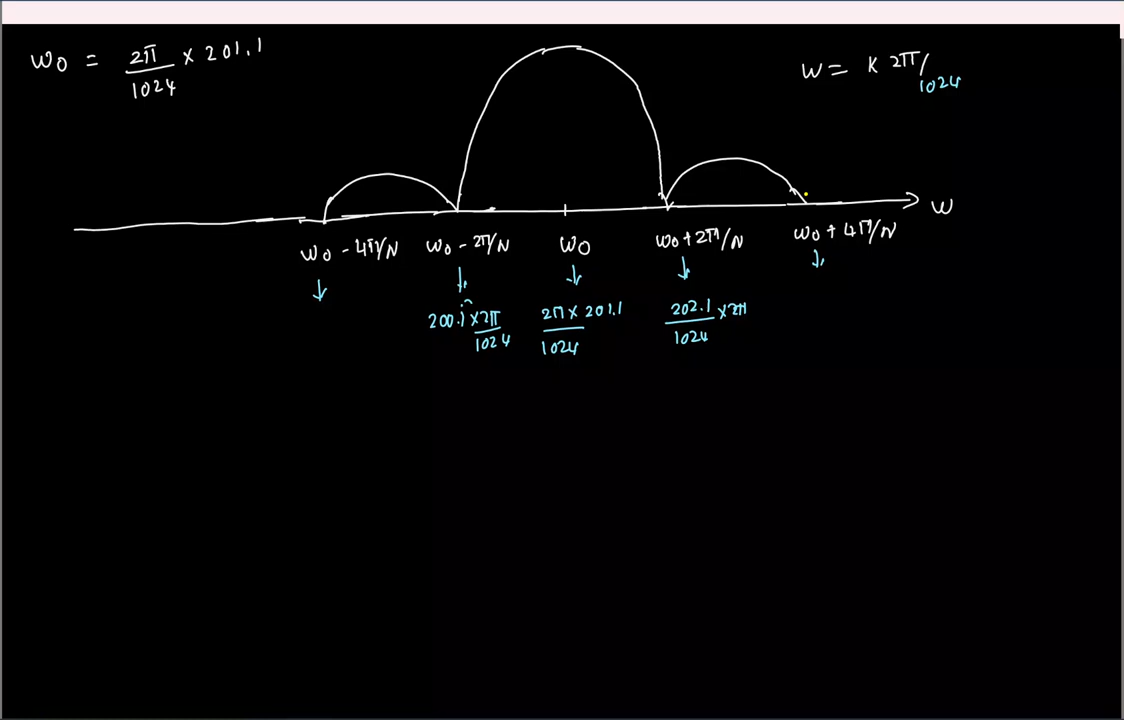 w0 = 2π/1024 x 201.1
w = k 2π/1024
w
w0 - 4π/N w0 - 2π/N w0 w0 + 2π/N w0 + 4π/N
200.1 x 2π/1024 2π x 201.1/1024 202.1/1024 x 2π